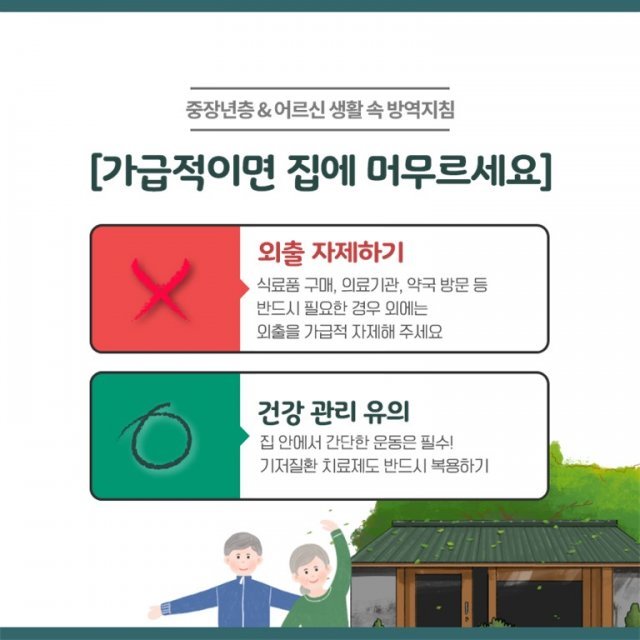 중장년층 & 어르신 생활 속 방역지침
[가급적이면 집에 머무르세요]
외출 자제하기
식료품 구매, 의료기관, 약국 방문 등
반드시 필요한 경우 외에는
외출을 가급적 자제해 주세요
건강 관리 유의
집 안에서 간단한 운동은 필수!
기저질환 치료제도 반드시 복용하기